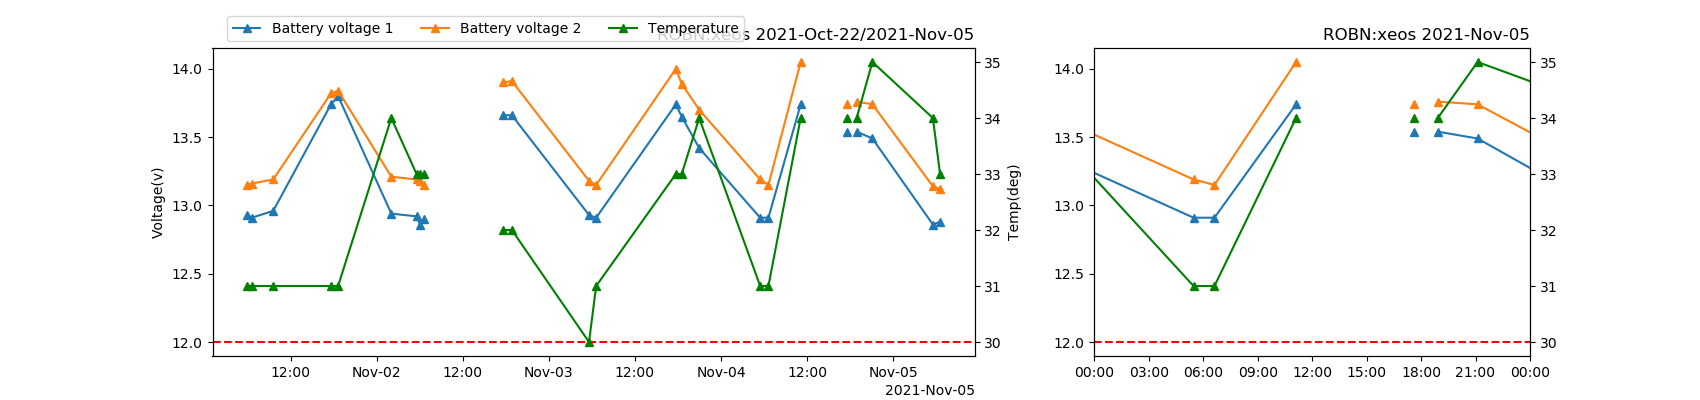 Battery voltage 1 Battery voltage 2 Temperature
ROBN:xeos 2021-Oct-22/2021-Nov-05
ROBN:xeos 2021-Nov-05
14.0
13.5
13.0
12.5
12.0
Voltage(v)
35
34
33
32
31
30
Temp(deg)
12:00 Nov-02 12:00 Nov-03 12:00 Nov-04 12:00 Nov-05
2021-Nov-05
14.0
13.5
13.0
12.5
12.0
35
34
33
32
31
30
00:00 03:00 06:00 09:00 12:00 15:00 18:00 21:00 00:00